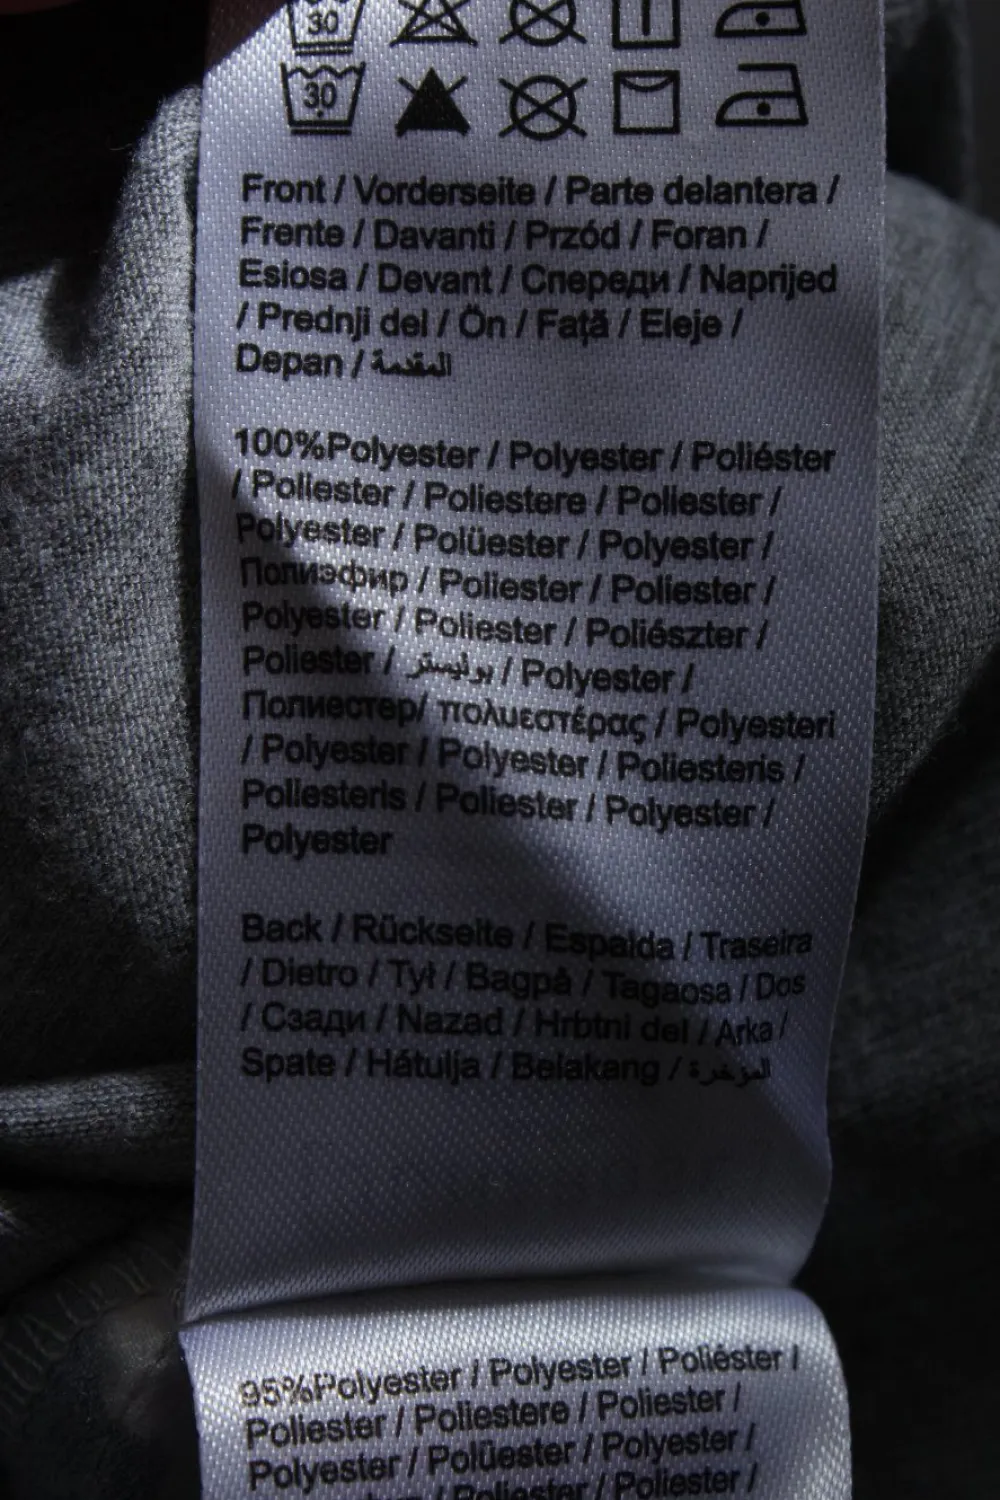 30
30
Front / Vorderseite / Parte delantera /
Frente / Davanti / Przód / Foran /
Esiosa / Devant / Спереди / Naprijed
/ Prednji del / Ön / Față / Eleje /
Depan / المقدمة
100%Polyester / Polyester / Poliéster
/ Poliester / Poliestere / Poliester /
Polyester / Polüester / Polyester /
Полиэфир / Poliester / Poliester /
Polyester / Poliester / Poliészter /
Poliester / بوليستر / Polyester /
Полиестер/ πολυεστέρας / Polyesteri
/ Polyester / Polyester / Poliesteris /
Poliesteris / Poliester / Polyester /
Polyester
Back / Rückseite / Espalda / Traseira
/ Dietro / Tył / Bagpå / Tagaosa / Dos
/ Сзади / Nazad / Hrbtni del / Arka /
Spate / Hátulja / Belakang / المؤخرة
95%Polyester / Polyester / Poliéster /
Poliester / Poliestere / Poliester /
Polyester / Polüester / Polyester /
Poliester / Poliester /